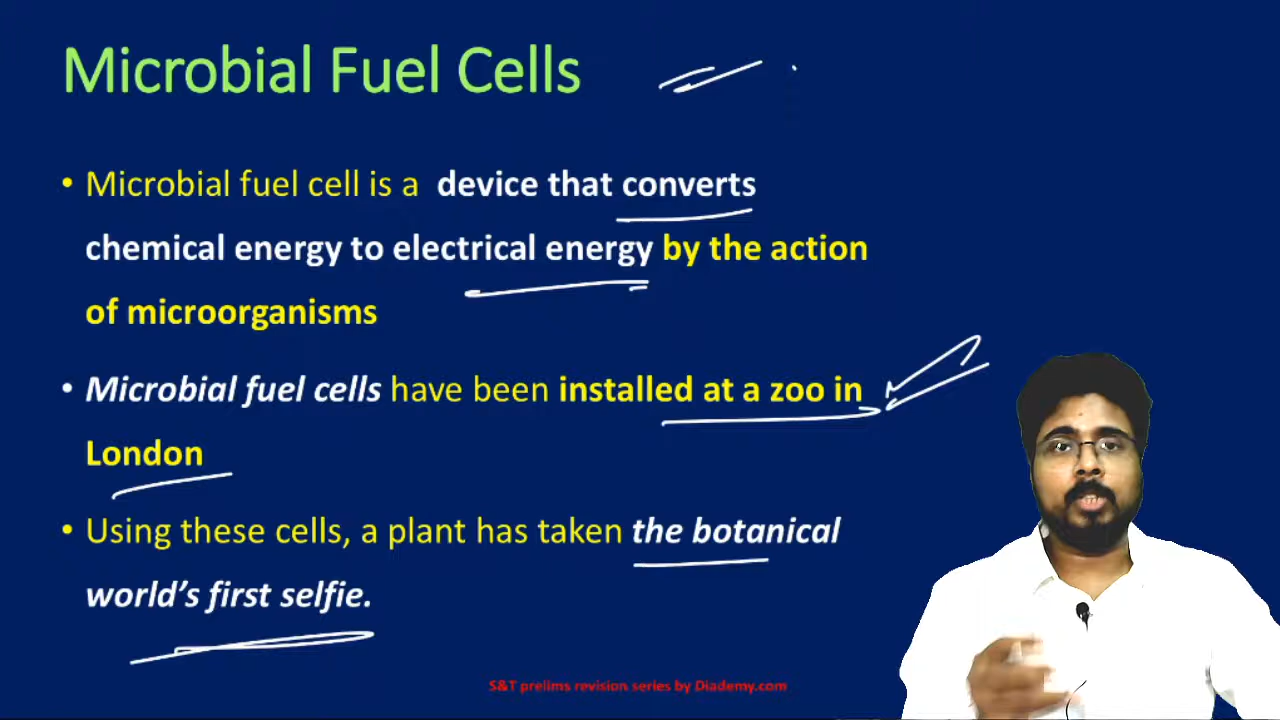 Microbial Fuel Cells
• Microbial fuel cell is a device that converts
chemical energy to electrical energy by the action
of microorganisms
• Microbial fuel cells have been installed at a zoo in
London
• Using these cells, a plant has taken the botanical
world's first selfie.
S&T prelims revision series by Diademy.com